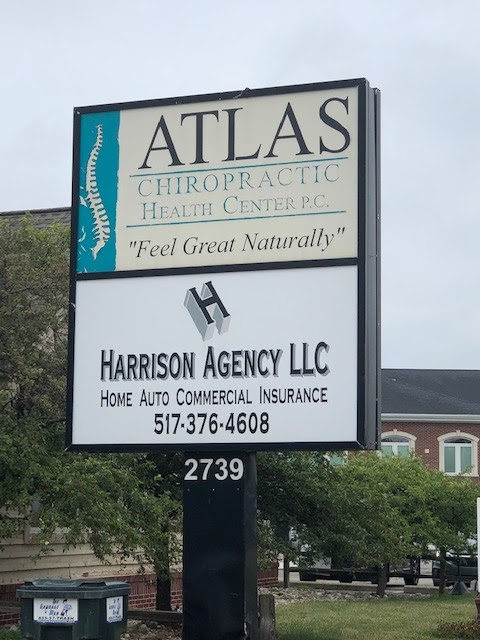 ATLAS
CHIROPRACTIC
HEALTH CENTER P.C.
"Feel Great Naturally"
H
HARRISON AGENCY LLC
HOME AUTO COMMERCIAL INSURANCE
517-376-4608
2739